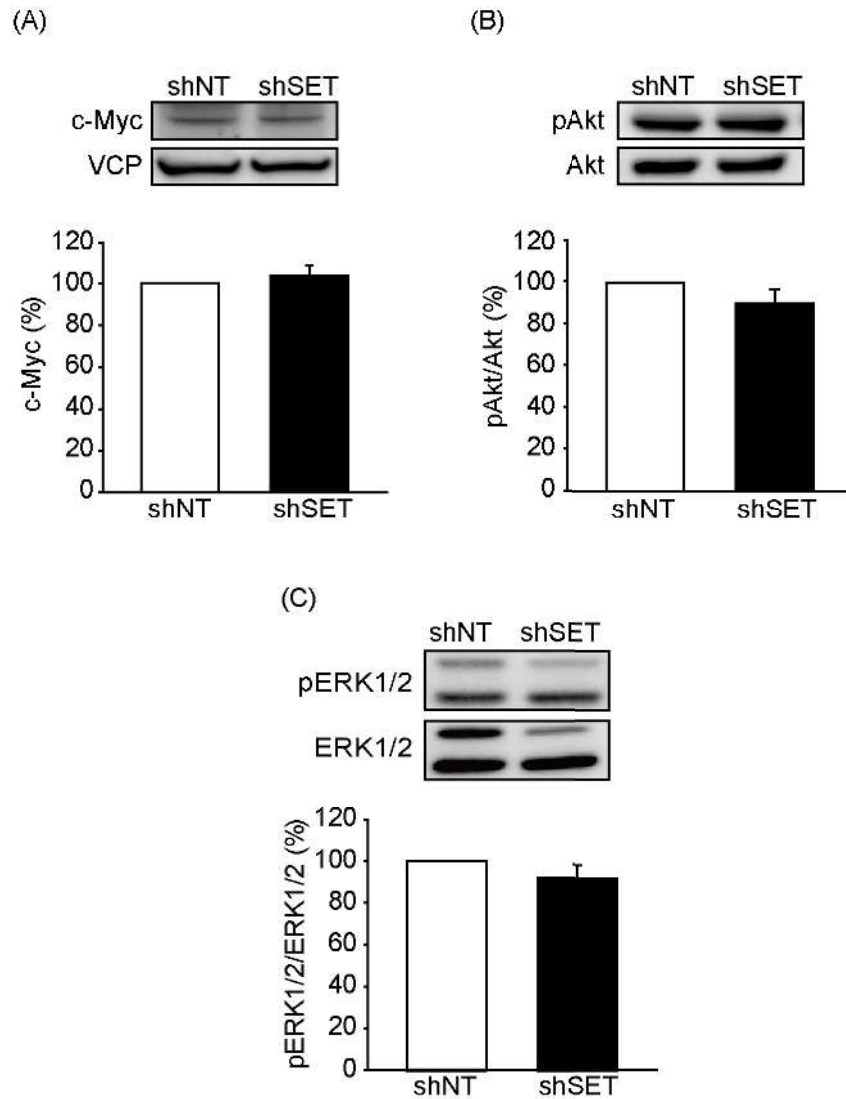 (A)
shNT shSET
c-Myc
VCP
120
100
80
60
40
20
0
c-Myc (%)
shNT shSET
(B)
shNT shSET
pAkt
Akt
120
100
80
60
40
20
0
pAkt/Akt (%)
shNT shSET
(C)
shNT shSET
pERK1/2
ERK1/2
120
100
80
60
40
20
0
pERK1/2/ERK1/2 (%)
shNT shSET